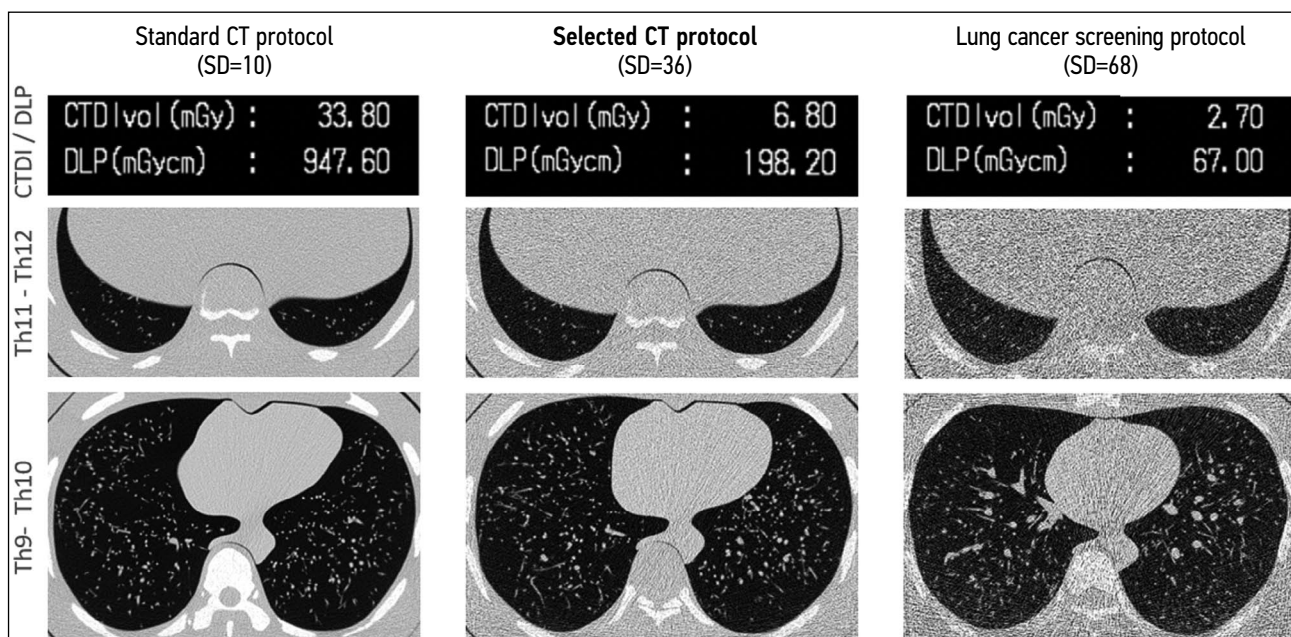 Standard CT protocol
(SD=10)
Selected CT protocol
(SD=36)
Lung cancer screening protocol
(SD=68)
CTDI / DLP
CTDIvol(mGy) : 33.80
DLP(mGycm) : 947.60
CTDIvol(mGy) : 6.80
DLP(mGycm) : 198.20
CTDIvol(mGy) : 2.70
DLP(mGycm) : 67.00
Th11 - Th12
Th9- Th10